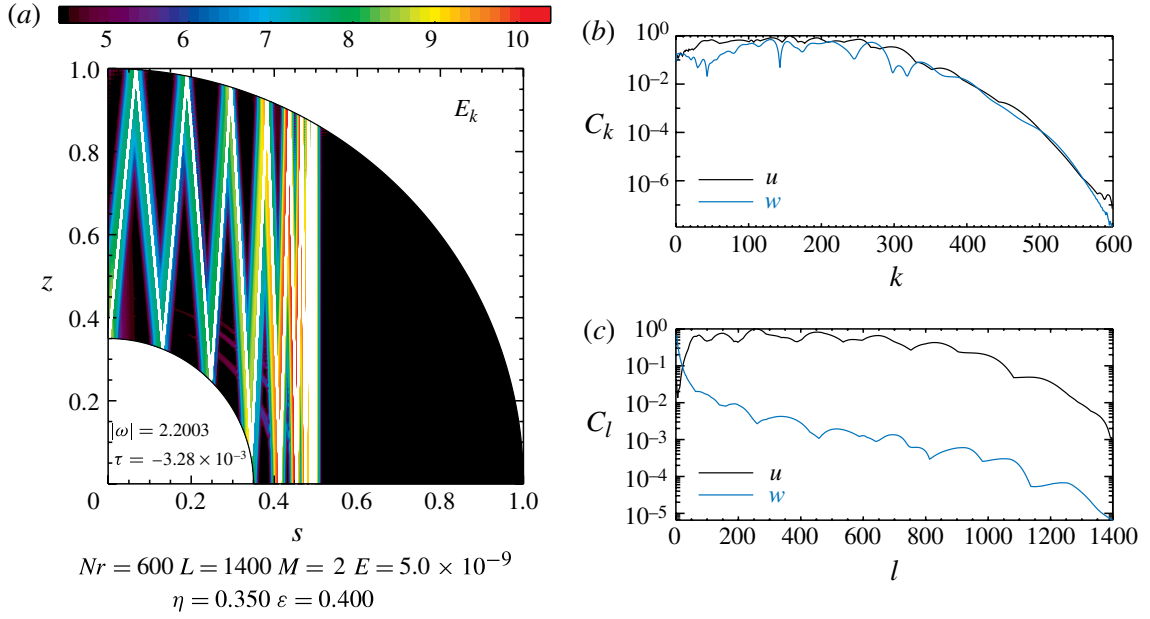 (a)
5 6 7 8 9 10
1.0
E_k
0.8
0.6
z
0.4
0.2
|ω| = 2.2003
τ = −3.28 × 10^{−3}
0 0.2 0.4 0.6 0.8 1.0
s
Nr = 600 L = 1400 M = 2 E = 5.0 × 10^{−9}
η = 0.350 ε = 0.400
(b)
10^0
10^{−2}
C_k
10^{−4}
10^{−6}
u
w
0 100 200 300 400 500 600
k
(c)
10^0
10^{−1}
10^{−2}
C_l
10^{−3}
10^{−4}
10^{−5}
u
w
0 200 400 600 800 1000 1200 1400
l